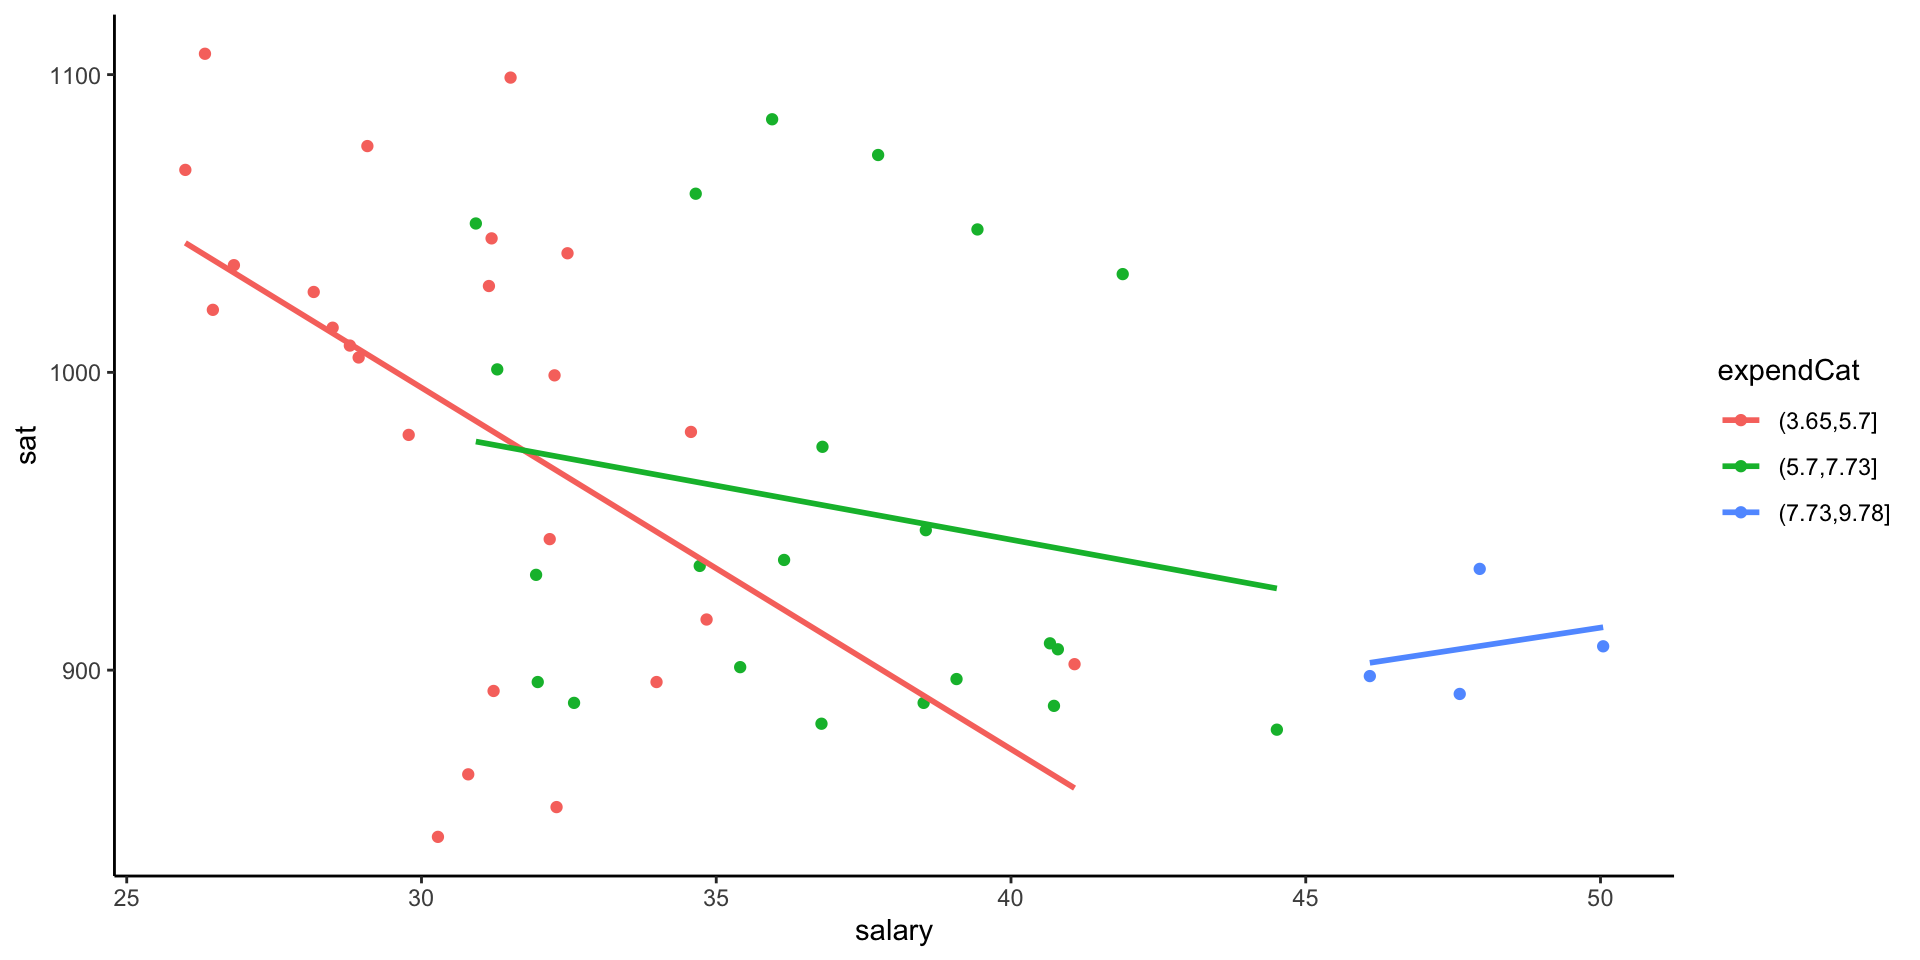 1100
1000
900
sat
25 30 35 40 45 50
salary
expendCat
(3.65,5.7]
(5.7,7.73]
(7.73,9.78]